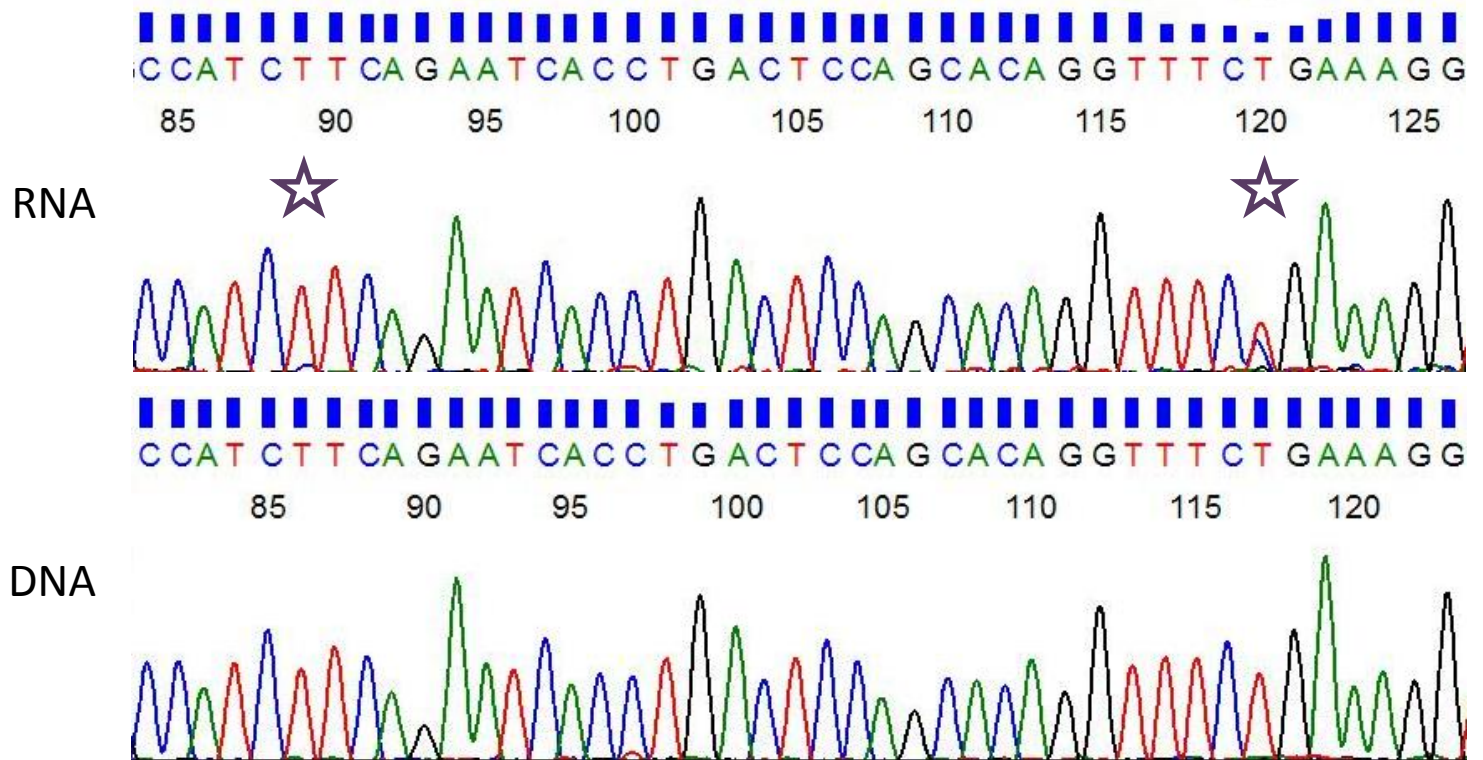 CCATCTTCAGAATCACCTGACTCCAGCACAGGTTTCTGAAAGG
85 90 95 100 105 110 115 120 125
RNA
CCATCTTCAGAATCACCTGACTCCAGCACAGGTTTCTGAAAGG
85 90 95 100 105 110 115 120
DNA